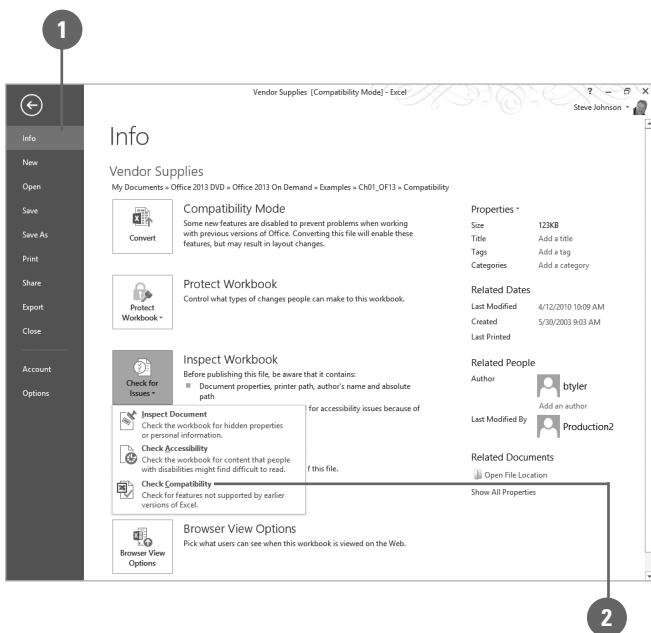 1
Vendor Supplies [Compatibility Mode] - Excel
?
Steve Johnson
Info
New
Open
Save
Save As
Print
Share
Export
Close
Account
Options
Info
Vendor Supplies
My Documents » Office 2013 DVD » Office 2013 On Demand » Examples » Ch01_OF13 » Compatibility
Convert
Compatibility Mode
Some new features are disabled to prevent problems when working
with previous versions of Office. Converting this file will enable these
features, but may result in layout changes.
Protect
Workbook
Protect Workbook
Control what types of changes people can make to this workbook.
Check for
Issues
Inspect Workbook
Before publishing this file, be aware that it contains:
Document properties, printer path, author's name and absolute
path
for accessibility issues because of
Inspect Document
Check the workbook for hidden properties
or personal information.
Check Accessibility
Check the workbook for content that people
with disabilities might find difficult to read.
f this file.
Check Compatibility
Check for features not supported by earlier
versions of Excel.
Browser View
Options
Browser View Options
Pick what users can see when this workbook is viewed on the Web.
Properties
Size 123KB
Title Add a title
Tags Add a tag
Categories Add a category
Related Dates
Last Modified 4/12/2010 10:09 AM
Created 5/30/2003 9:03 AM
Last Printed
Related People
Author btyler
Add an author
Last Modified By Production2
Related Documents
Open File Location
Show All Properties
2